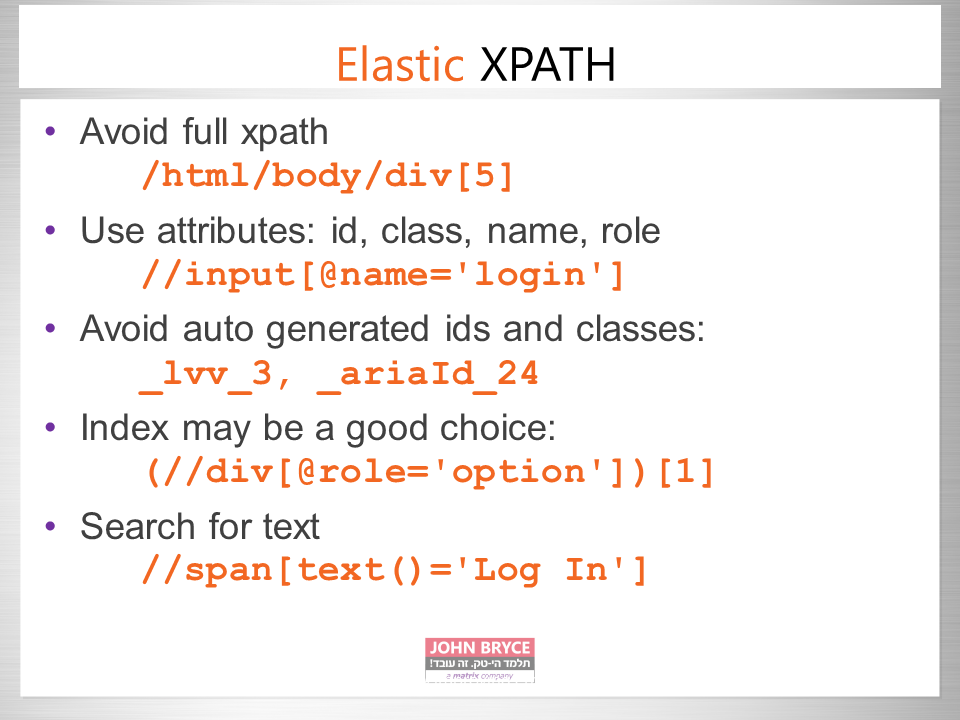 Elastic XPATH
• Avoid full xpath
/html/body/div[5]
• Use attributes: id, class, name, role
//input[@name='login']
• Avoid auto generated ids and classes:
_lvv_3, _ariaId_24
• Index may be a good choice:
(//div[@role='option'])[1]
• Search for text
//span[text()='Log In']
JOHN BRYCE
תלמד הי-טק. זה עובד!
a matrix company